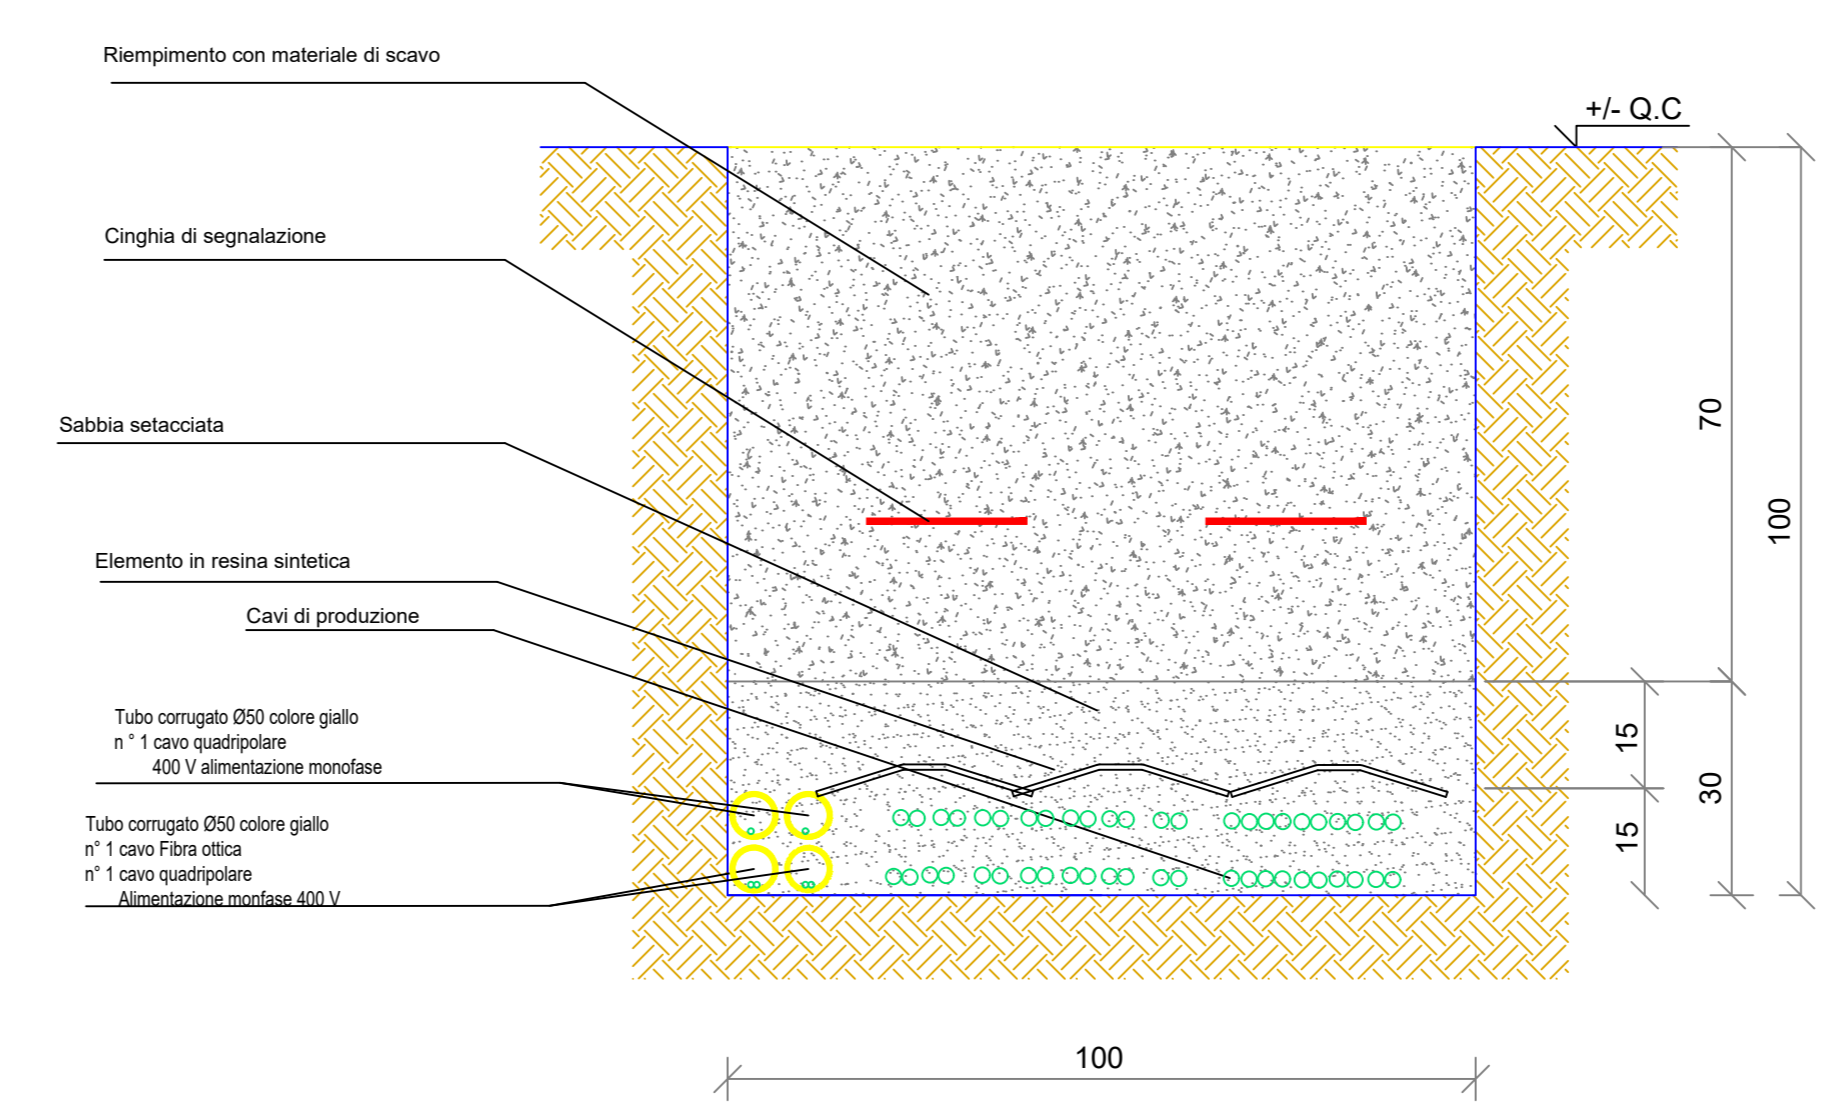 Riempimento con materiale di scavo
+/- Q.C
Cinghia di segnalazione
Sabbia setacciata
Elemento in resina sintetica
Cavi di produzione
Tubo corrugato Ø50 colore giallo
n ° 1 cavo quadripolare
400 V alimentazione monofase
Tubo corrugato Ø50 colore giallo
n° 1 cavo Fibra ottica
n° 1 cavo quadripolare
Alimentazione monfase 400 V
70
100
15
30
15
100